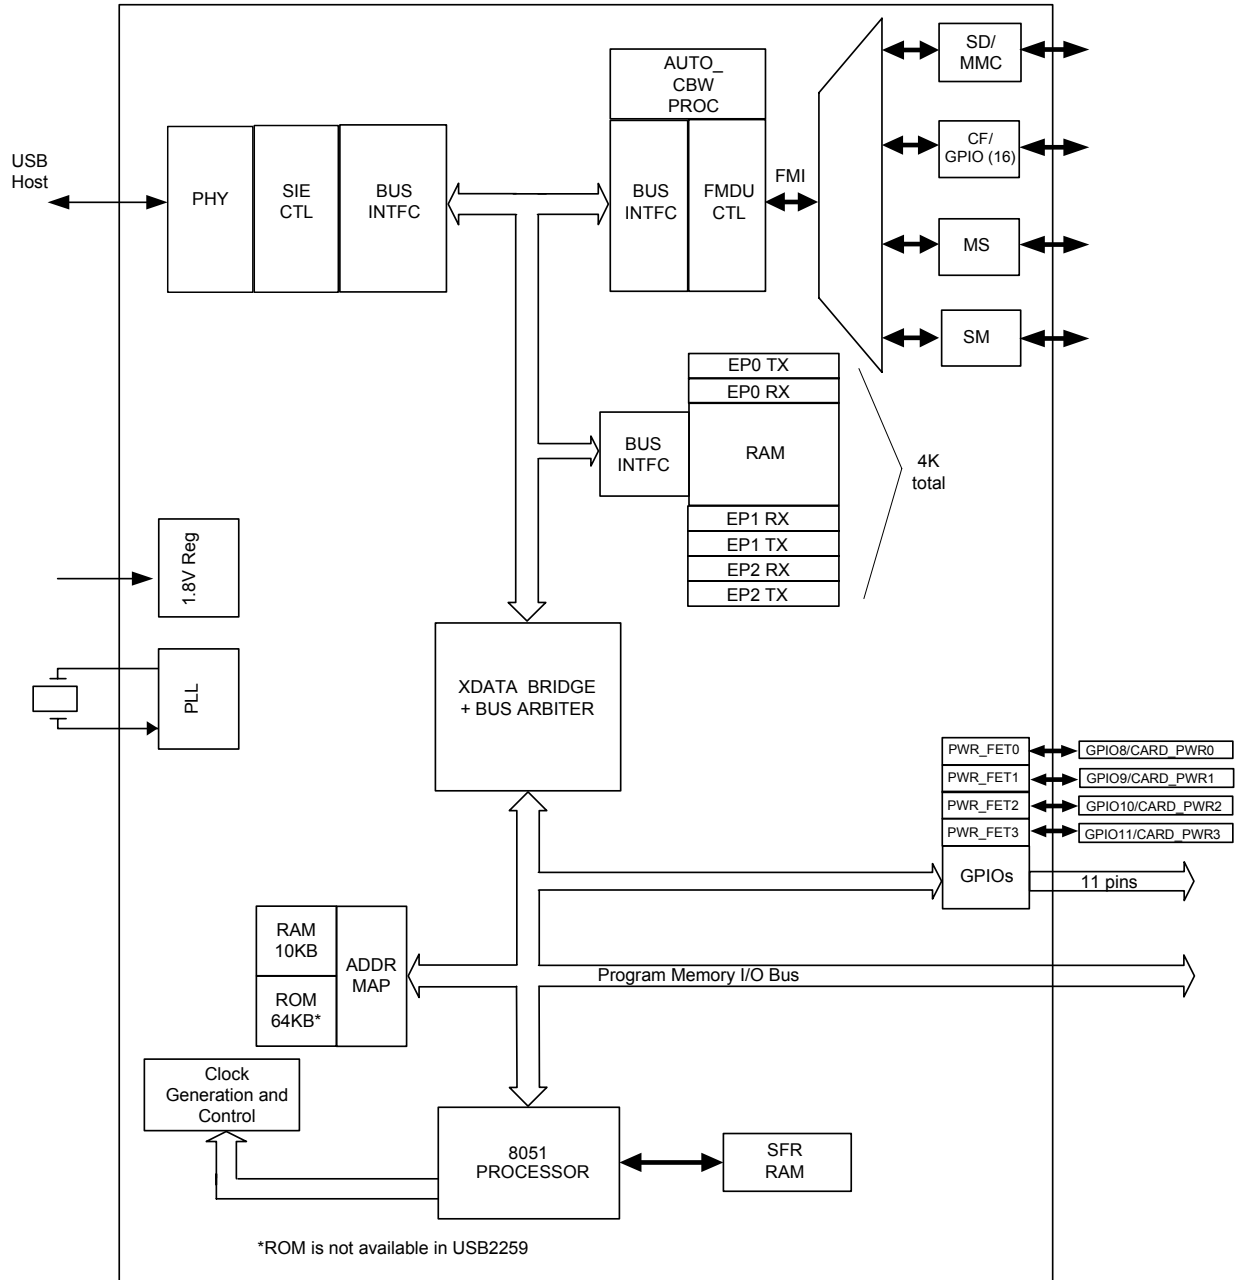 SD/
MMC
AUTO_
CBW
PROC
CF/
GPIO (16)
USB
Host
PHY
SIE
CTL
BUS
INTFC
BUS
INTFC
FMDU
CTL
FMI
MS
SM
EP0 TX
EP0 RX
BUS
INTFC
RAM
4K
total
EP1 RX
EP1 TX
EP2 RX
EP2 TX
1.8V Reg
PLL
XDATA BRIDGE
+ BUS ARBITER
PWR_FET0
GPIO8/CARD_PWR0
PWR_FET1
GPIO9/CARD_PWR1
PWR_FET2
GPIO10/CARD_PWR2
PWR_FET3
GPIO11/CARD_PWR3
GPIOs
11 pins
RAM
10KB
ADDR
MAP
ROM
64KB*
Program Memory I/O Bus
Clock
Generation and
Control
8051
PROCESSOR
SFR
RAM
*ROM is not available in USB2259